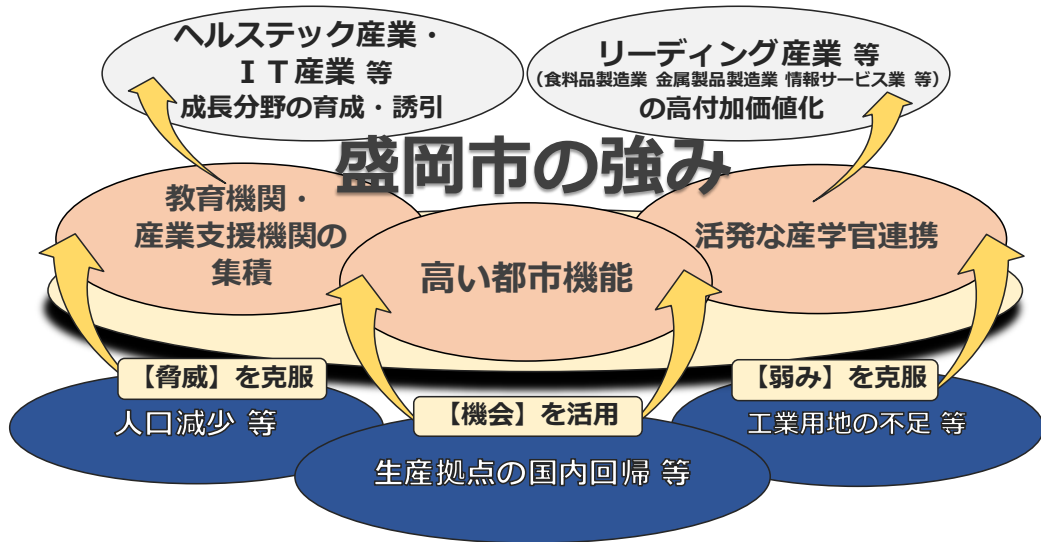 ヘルステック産業・
ＩＴ産業 等
成長分野の育成・誘引
リーディング産業 等
（食料品製造業 金属製品製造業 情報サービス業 等）
の高付加価値化
盛岡市の強み
教育機関・
産業支援機関の
集積
高い都市機能
活発な産学官連携
【脅威】を克服
人口減少 等
【機会】を活用
生産拠点の国内回帰 等
【弱み】を克服
工業用地の不足 等